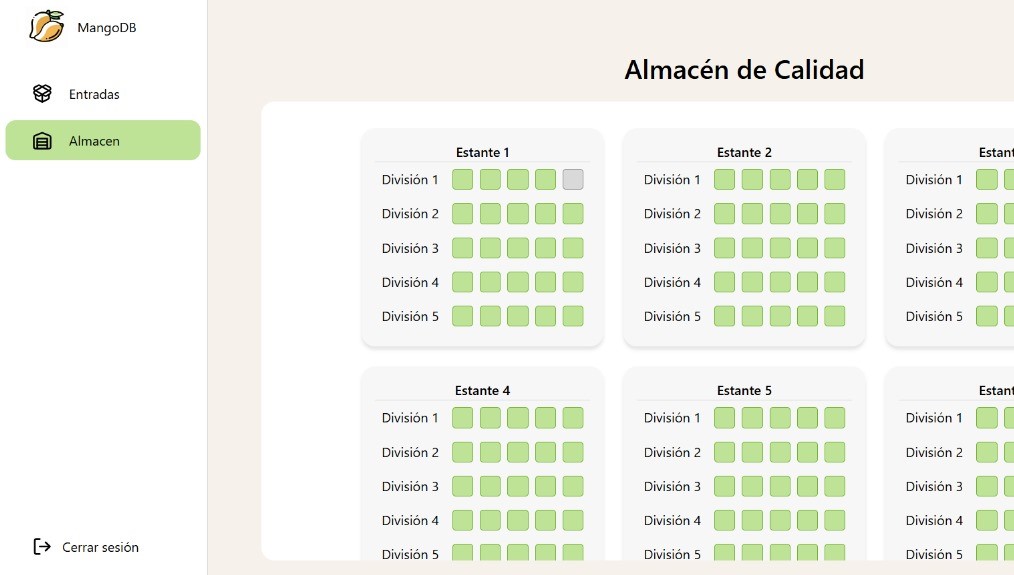 MangoDB
Entradas
Almacen
Cerrar sesión
Almacén de Calidad
Estante 1
División 1
División 2
División 3
División 4
División 5
Estante 2
División 1
División 2
División 3
División 4
División 5
Estant
División 1
División 2
División 3
División 4
División 5
Estante 4
División 1
División 2
División 3
División 4
División 5
Estante 5
División 1
División 2
División 3
División 4
División 5
Estant
División 1
División 2
División 3
División 4
División 5